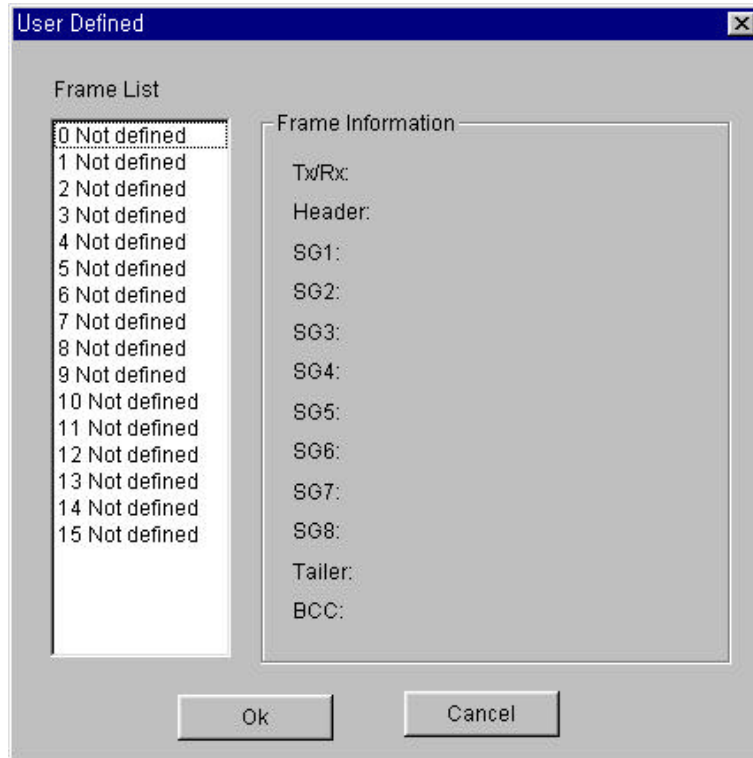 User Defined
Frame List
0 Not defined
1 Not defined
2 Not defined
3 Not defined
4 Not defined
5 Not defined
6 Not defined
7 Not defined
8 Not defined
9 Not defined
10 Not defined
11 Not defined
12 Not defined
13 Not defined
14 Not defined
15 Not defined
Frame Information
Tx/Rx:
Header:
SG1:
SG2:
SG3:
SG4:
SG5:
SG6:
SG7:
SG8:
Tailer:
BCC:
Ok
Cancel